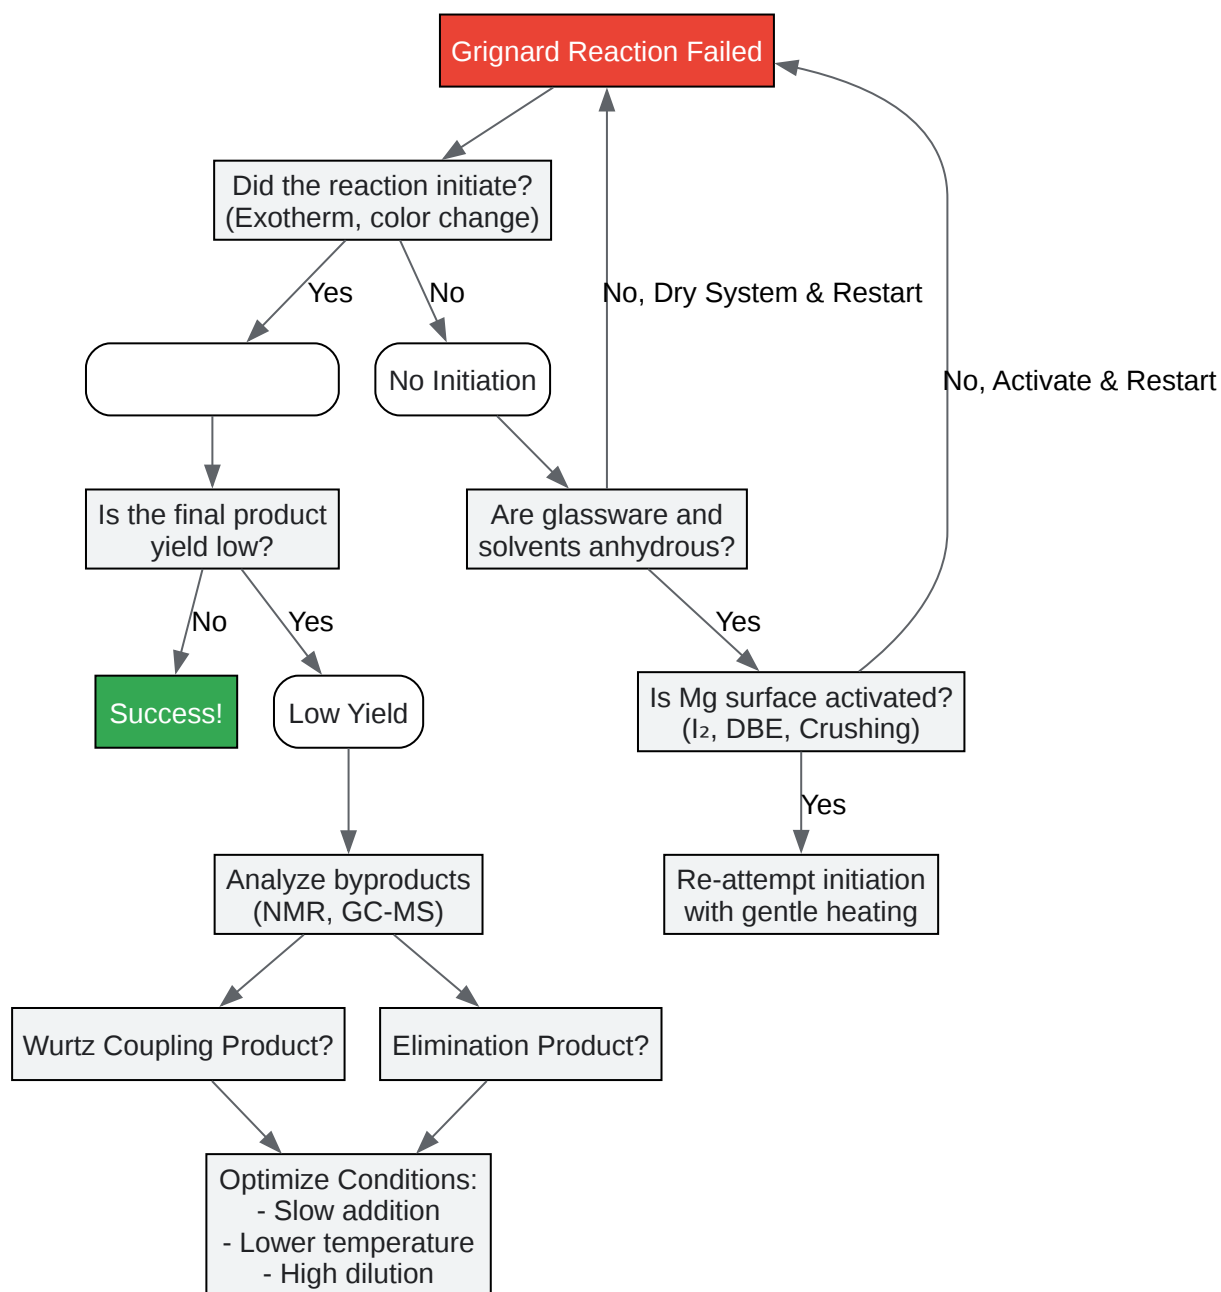 Grignard Reaction Failed
Did the reaction initiate?
(Exotherm, color change)
Yes
No
No, Dry System & Restart
No Initiation
No, Activate & Restart
Is the final product
yield low?
Are glassware and
solvents anhydrous?
No
Yes
Yes
Success!
Low Yield
Is Mg surface activated?
(I₂, DBE, Crushing)
Yes
Analyze byproducts
(NMR, GC-MS)
Re-attempt initiation
with gentle heating
Wurtz Coupling Product?
Elimination Product?
Optimize Conditions:
- Slow addition
- Lower temperature
- High dilution